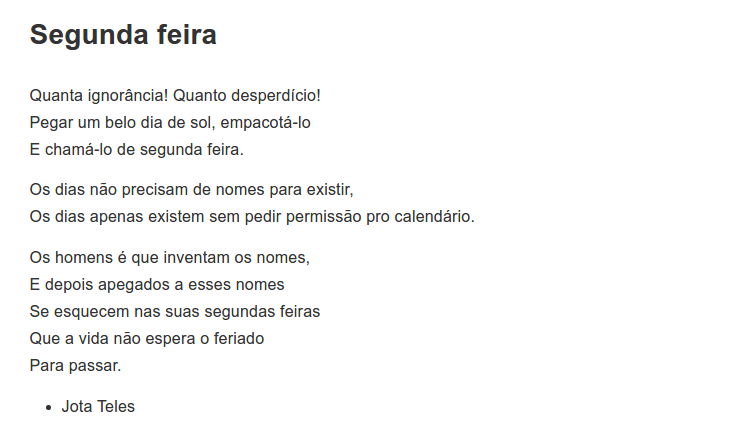 Segunda feira
Quanta ignorância! Quanto desperdício!
Pegar um belo dia de sol, empacotá-lo
E chamá-lo de segunda feira.
Os dias não precisam de nomes para existir,
Os dias apenas existem sem pedir permissão pro calendário.
Os homens é que inventam os nomes,
E depois apegados a esses nomes
Se esquecem nas suas segundas feiras
Que a vida não espera o feriado
Para passar.
• Jota Teles